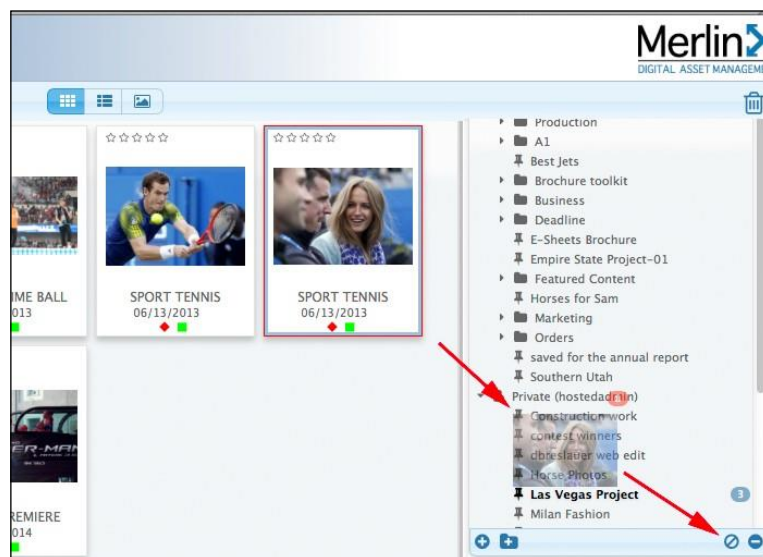 Merlin
DIGITAL ASSET MANAGEME
Production
A1
Best Jets
Brochure toolkit
Business
Deadline
E-Sheets Brochure
Empire State Project-01
Featured Content
Horses for Sam
Marketing
Orders
saved for the annual report
Southern Utah
Private (hostedadmin)
Construction work
contest winners
dbreslauer web edit
Horse Photos
Las Vegas Project
3
Milan Fashion
IME BALL
013
SPORT TENNIS
06/13/2013
SPORT TENNIS
06/13/2013
ER-MAN
REMIERE
014